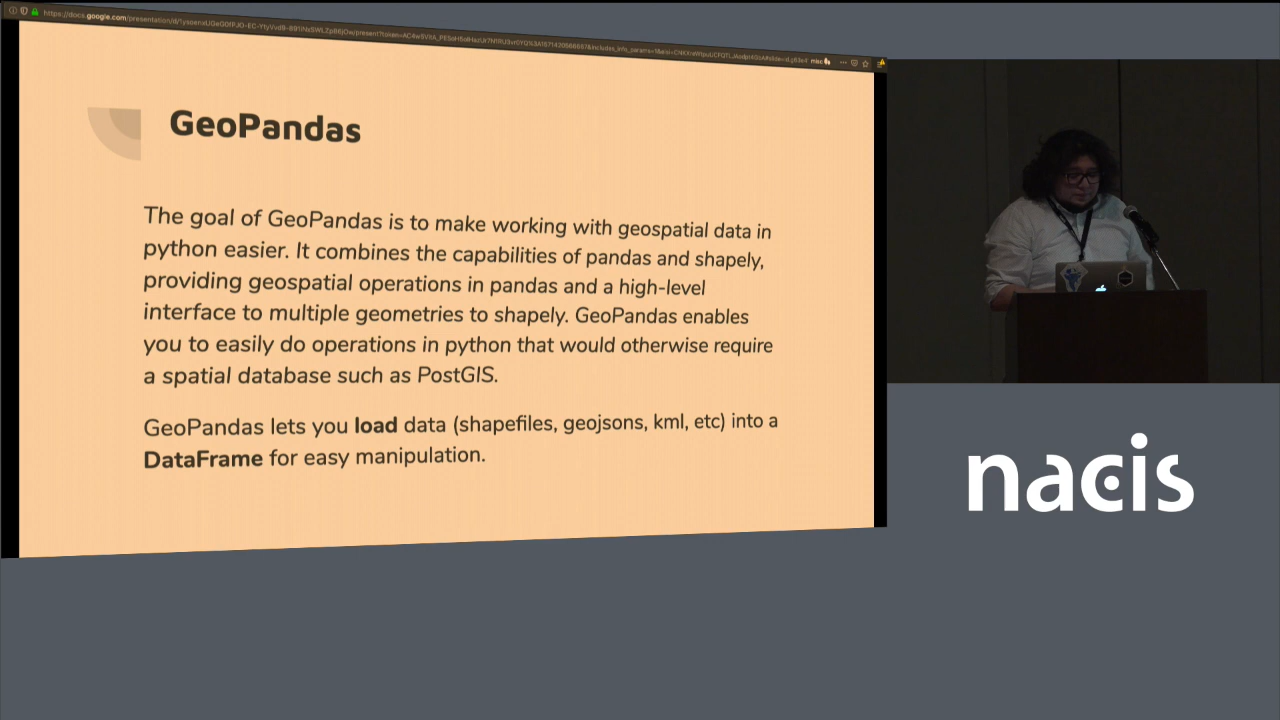 GeoPandas
The goal of GeoPandas is to make working with geospatial data in
python easier. It combines the capabilities of pandas and shapely,
providing geospatial operations in pandas and a high-level
interface to multiple geometries to shapely. GeoPandas enables
you to easily do operations in python that would otherwise require
a spatial database such as PostGIS.
GeoPandas lets you load data (shapefiles, geojsons, kml, etc) into a
DataFrame for easy manipulation.
nacis